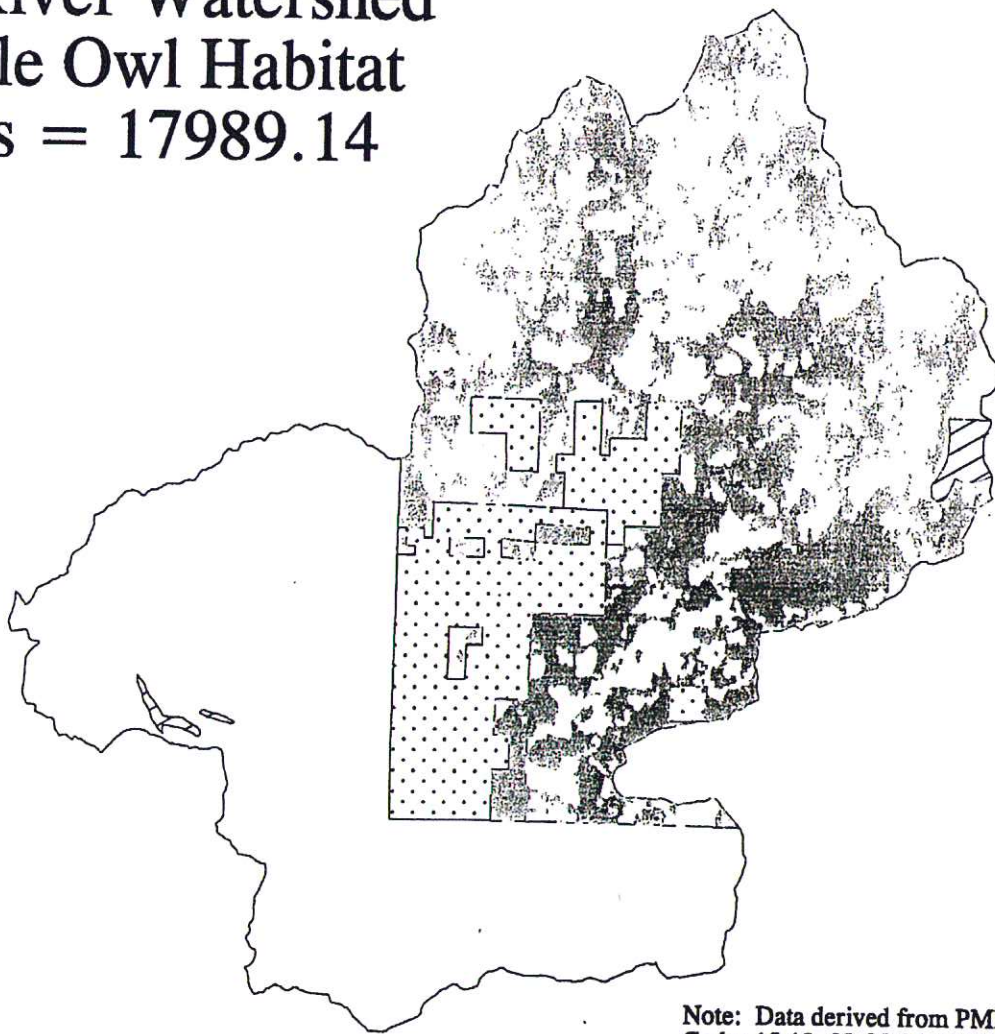 River Watershed
le Owl Habitat
s = 17989.14
Note: Data derived from PM